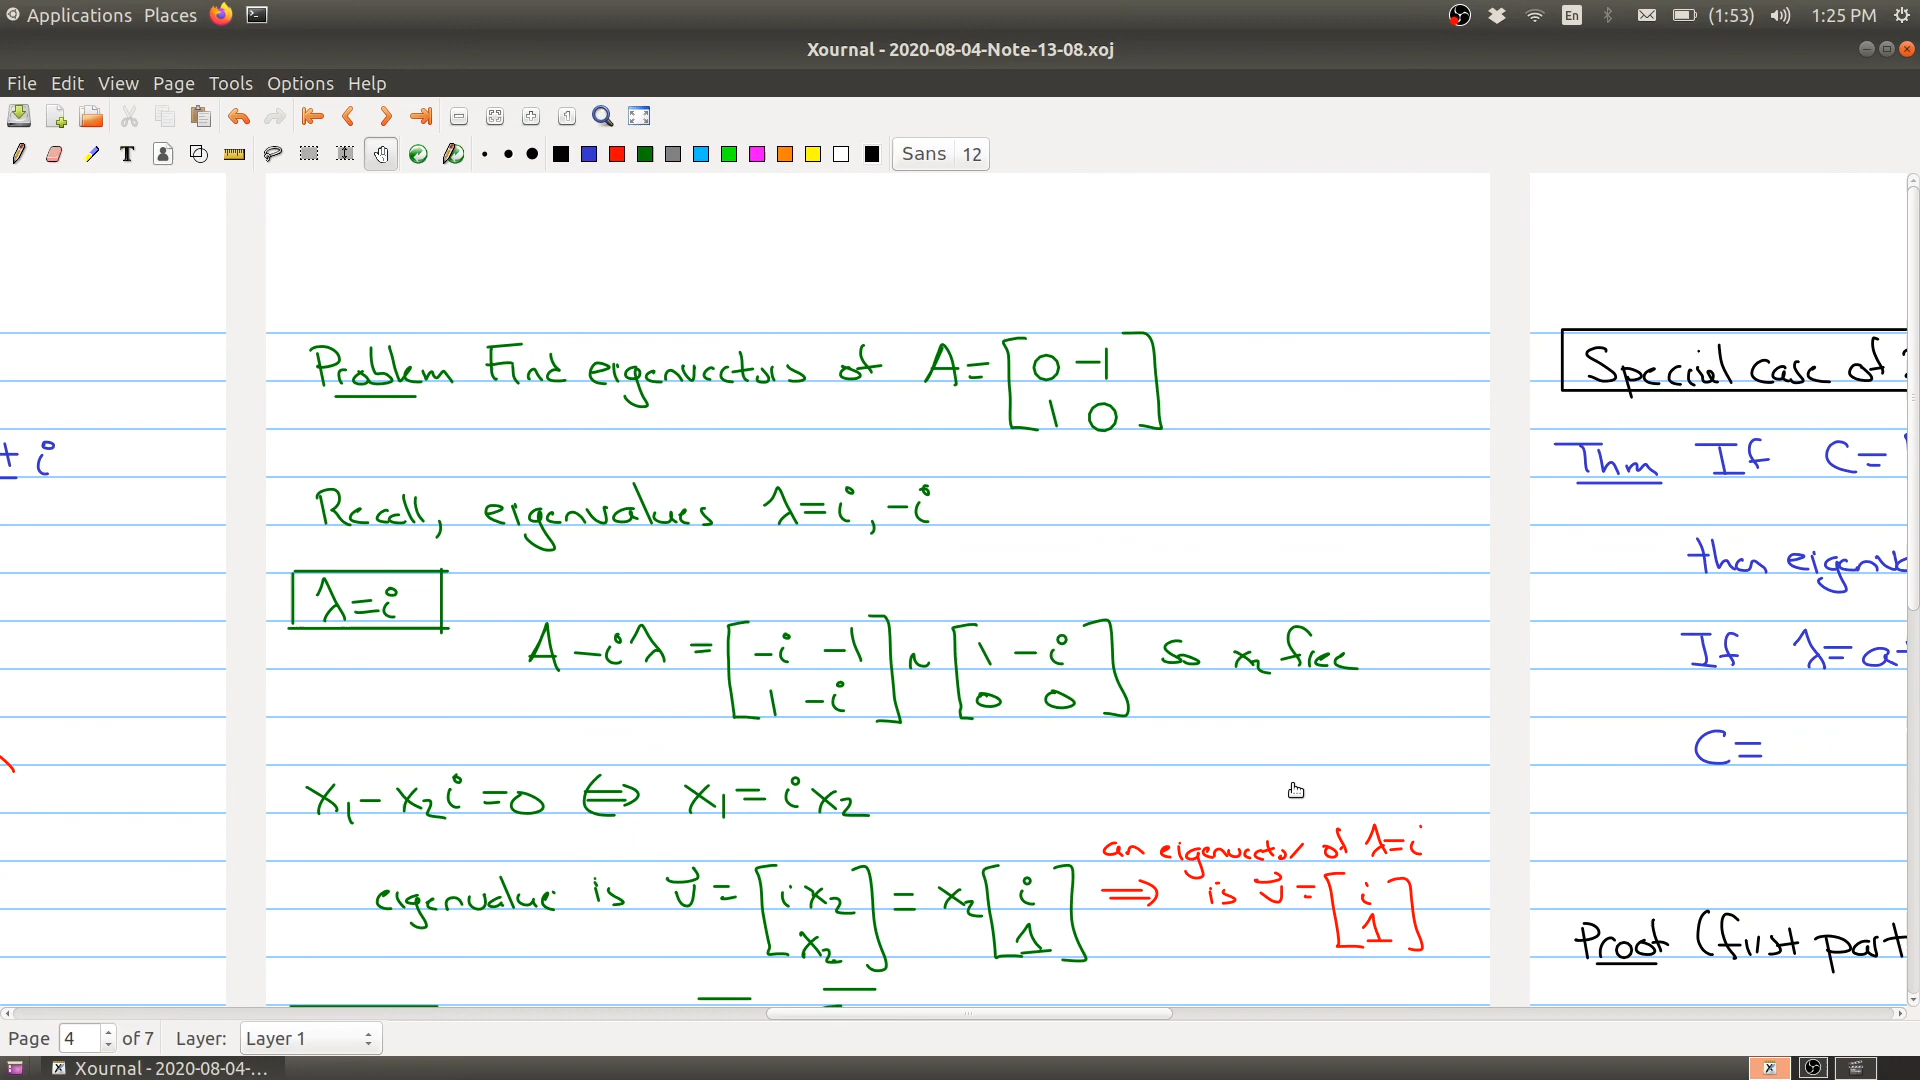 Applications Places En (1:53) 1:25 PM
Xournal - 2020-08-04-Note-13-08.xoj
File Edit View Page Tools Options Help
T Sans 12
+ i
Problem Find eigenvectors of A = [0 -1
1 0]
Recall, eigenvalues λ = i, -i
λ = i
A - iλ = [-i -1
1 -i] ~ [1 -i
0 0] so x2 free
x1 - x2 i = 0 ⟺ x1 = i x2
an eigenvector of λ = i
eigenvalue is v⃗ = [i x2
x2] = x2 [i
1] ⟹ is v⃗ = [i
1]
Special case of
Thm If C =
then eigenv
If λ = a -
C =
Proof (first part
Page 4 of 7 Layer: Layer 1
Xournal - 2020-08-04-...